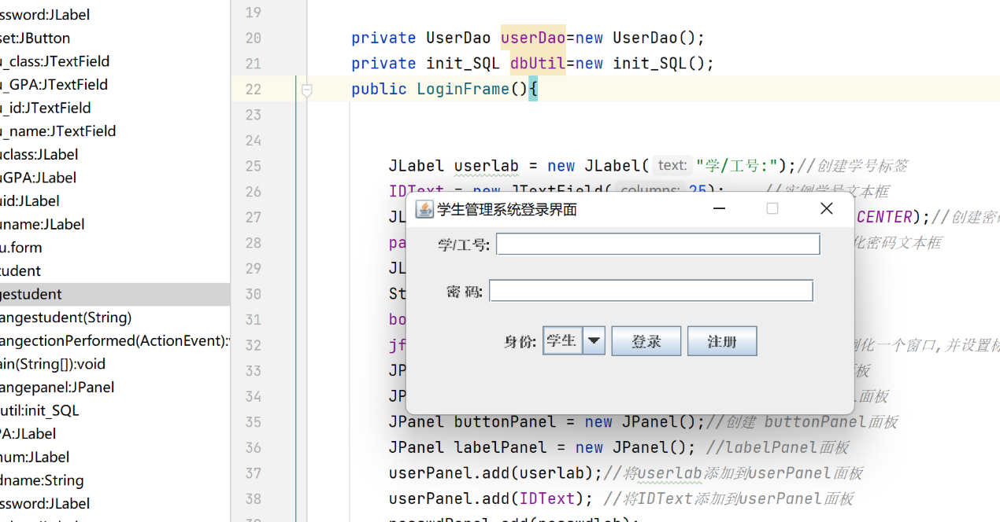 ssword:JLabel
set:JButton
u_class:JTextField
u_GPA:JTextField
u_id:JTextField
u_name:JTextField
uclass:JLabel
uGPA:JLabel
uid:JLabel
uname:JLabel
u.form
tudent
gestudent
angestudent(String)
angectionPerformed(ActionEvent):
ain(String[]):void
angepanel:JPanel
util:init_SQL
PA:JLabel
num:JLabel
dname:String
ssword:JLabel
19
20 private UserDao userDao=new UserDao();
21 private init_SQL dbUtil=new init_SQL();
22 public LoginFrame(){
23
24
25 JLabel userlab = new JLabel( text: "学/工号:");//创建学号标签
26 IDText = new JTextField( columns: 25); //实例学号文本框
27 JL CENTER);//创建密
28 pa 化密码文本框
29 JL
30 St
31 bo
32 jf 例化一个窗口,并设置标
33 JP 板
34 JP 面板
35 JPanel buttonPanel = new JPanel();//创建 buttonPanel面板
36 JPanel labelPanel = new JPanel(); //labelPanel面板
37 userPanel.add(userlab);//将userlab添加到userPanel面板
38 userPanel.add(IDText); //将IDText添加到userPanel面板
passwdPanel.add(passwdlab);
学生管理系统登录界面
学/工号:
密 码:
身份: 学生 登录 注册